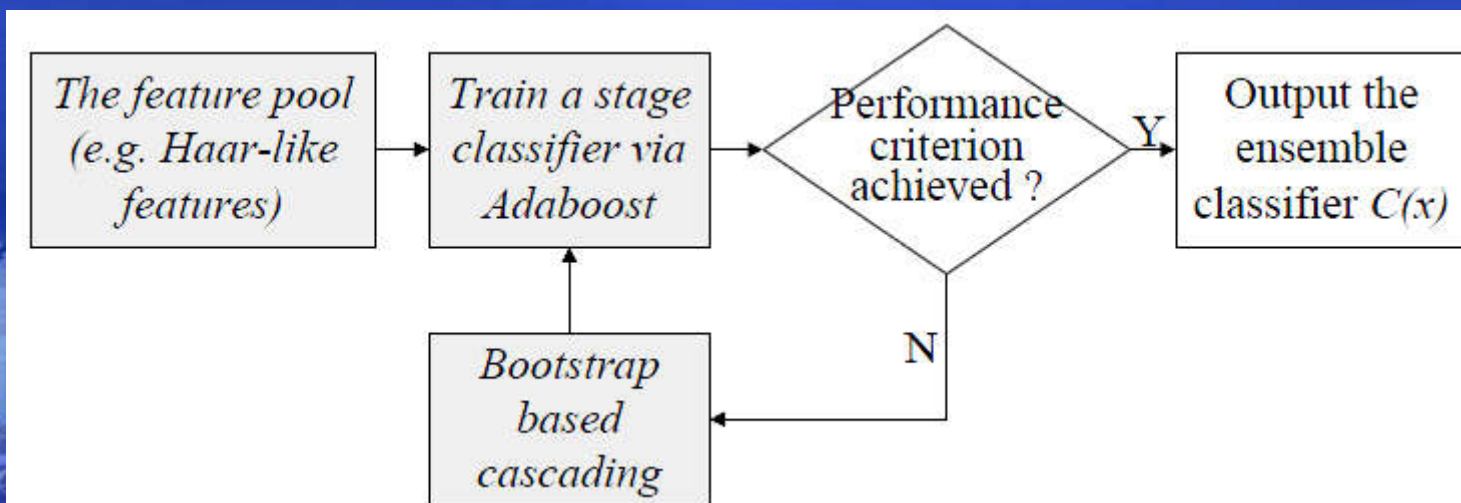 The feature pool
(e.g. Haar-like
features)
Train a stage
classifier via
Adaboost
Performance
criterion
achieved ?
Y
Output the
ensemble
classifier C(x)
N
Bootstrap
based
cascading